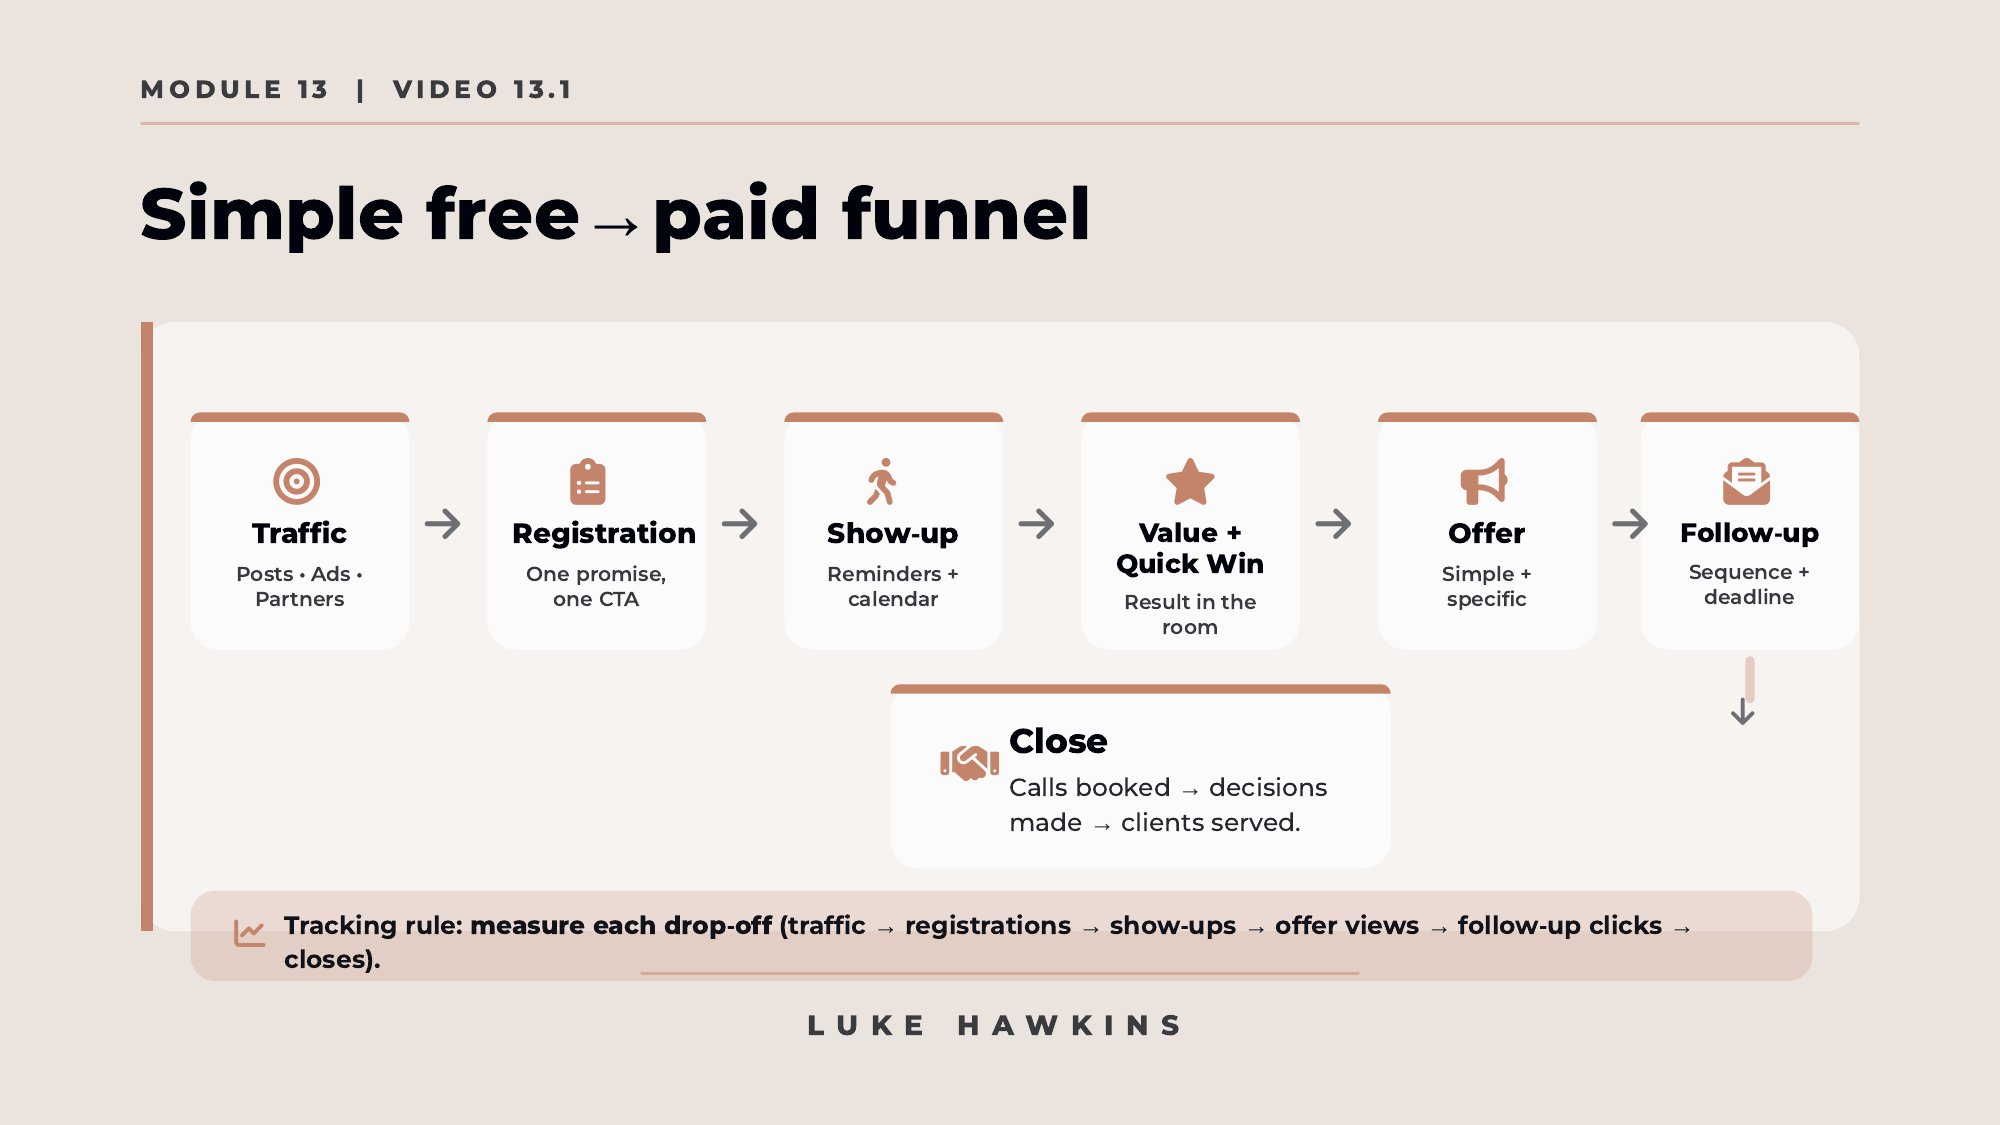 MODULE 13 | VIDEO 13.1
Simple free→paid funnel
Traffic
Posts • Ads •
Partners
Registration
One promise,
one CTA
Show-up
Reminders +
calendar
Value +
Quick Win
Result in the
room
Offer
Simple +
specific
Follow-up
Sequence +
deadline
Close
Calls booked → decisions
made → clients served.
Tracking rule: measure each drop-off (traffic → registrations → show-ups → offer views → follow-up clicks →
closes).
LUKE HAWKINS